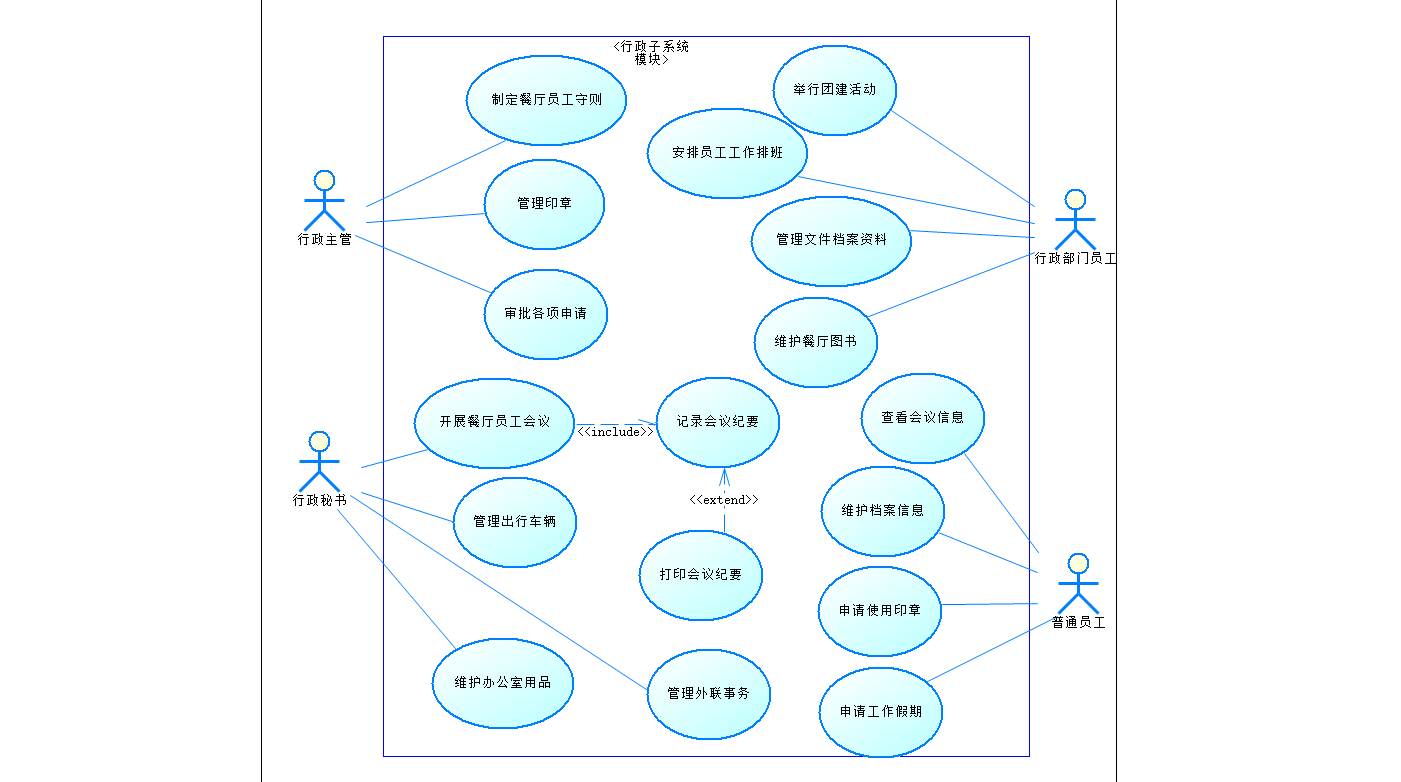 <行政子系统
模块>
制定餐厅员工守则
举行团建活动
安排员工工作排班
管理印章
行政主管
管理文件档案资料
行政部门员工
审批各项申请
维护餐厅图书
开展餐厅员工会议
<<include>>
记录会议纪要
查看会议信息
行政秘书
<<extend>>
管理出行车辆
维护档案信息
打印会议纪要
申请使用印章
普通员工
维护办公室用品
管理外联事务
申请工作假期